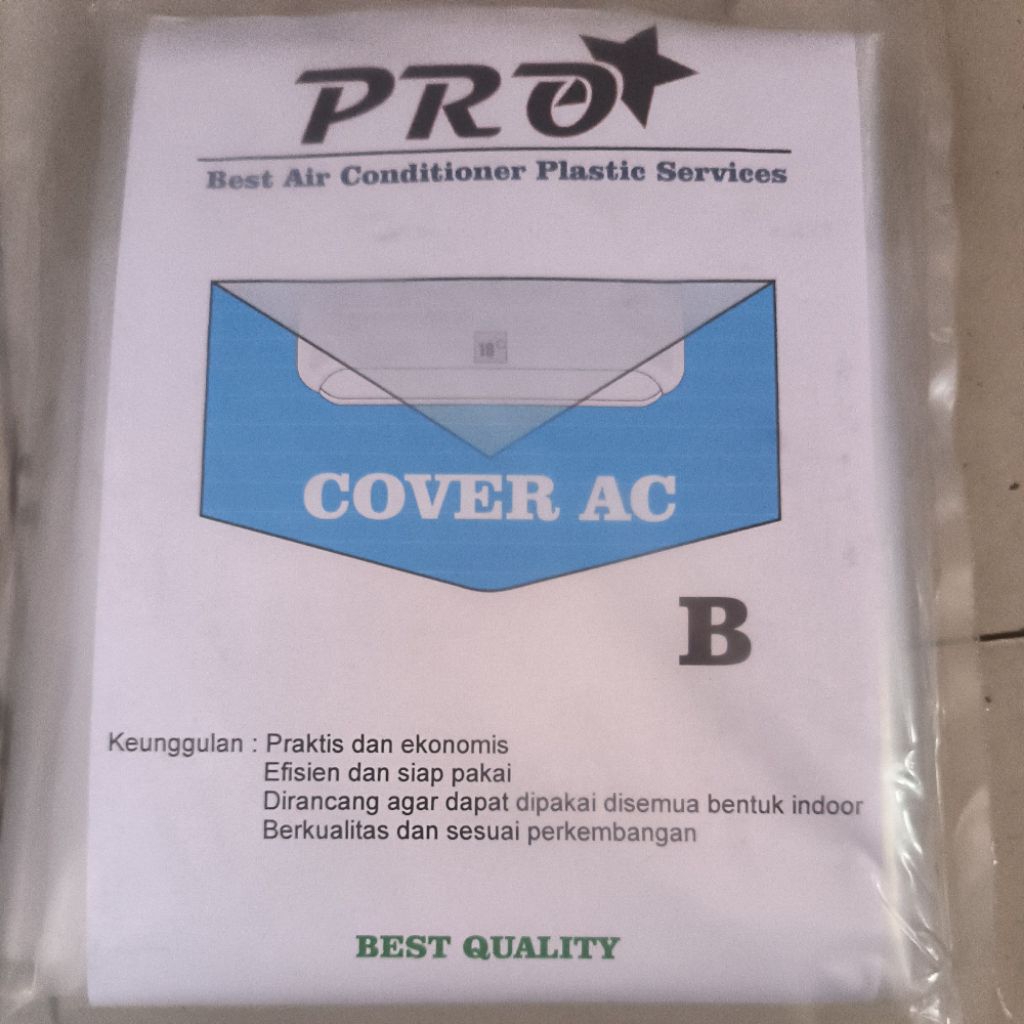 PRO
Best Air Conditioner Plastic Services
18°
COVER AC
B
Keunggulan : Praktis dan ekonomis
Efisien dan siap pakai
Dirancang agar dapat dipakai disemua bentuk indoor
Berkualitas dan sesuai perkembangan
BEST QUALITY